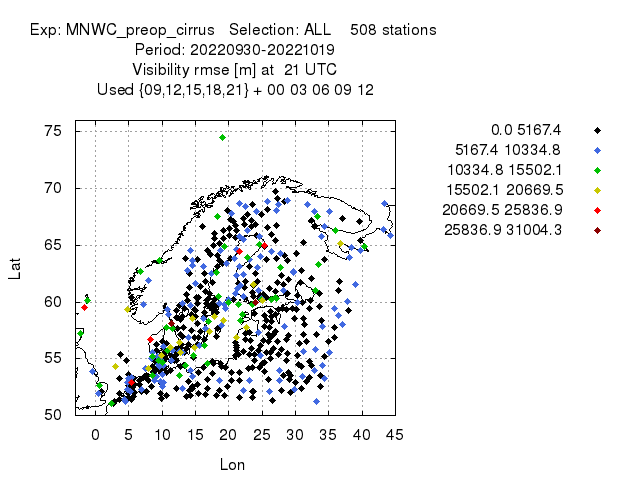 Exp: MNWC_preop_cirrus Selection: ALL 508 stations
Period: 20220930-20221019
Visibility rmse [m] at 21 UTC
Used {09,12,15,18,21} + 00 03 06 09 12
0.0 5167.4
5167.4 10334.8
10334.8 15502.1
15502.1 20669.5
20669.5 25836.9
25836.9 31004.3
75
70
65
60
55
50
Lat
0 5 10 15 20 25 30 35 40 45
Lon